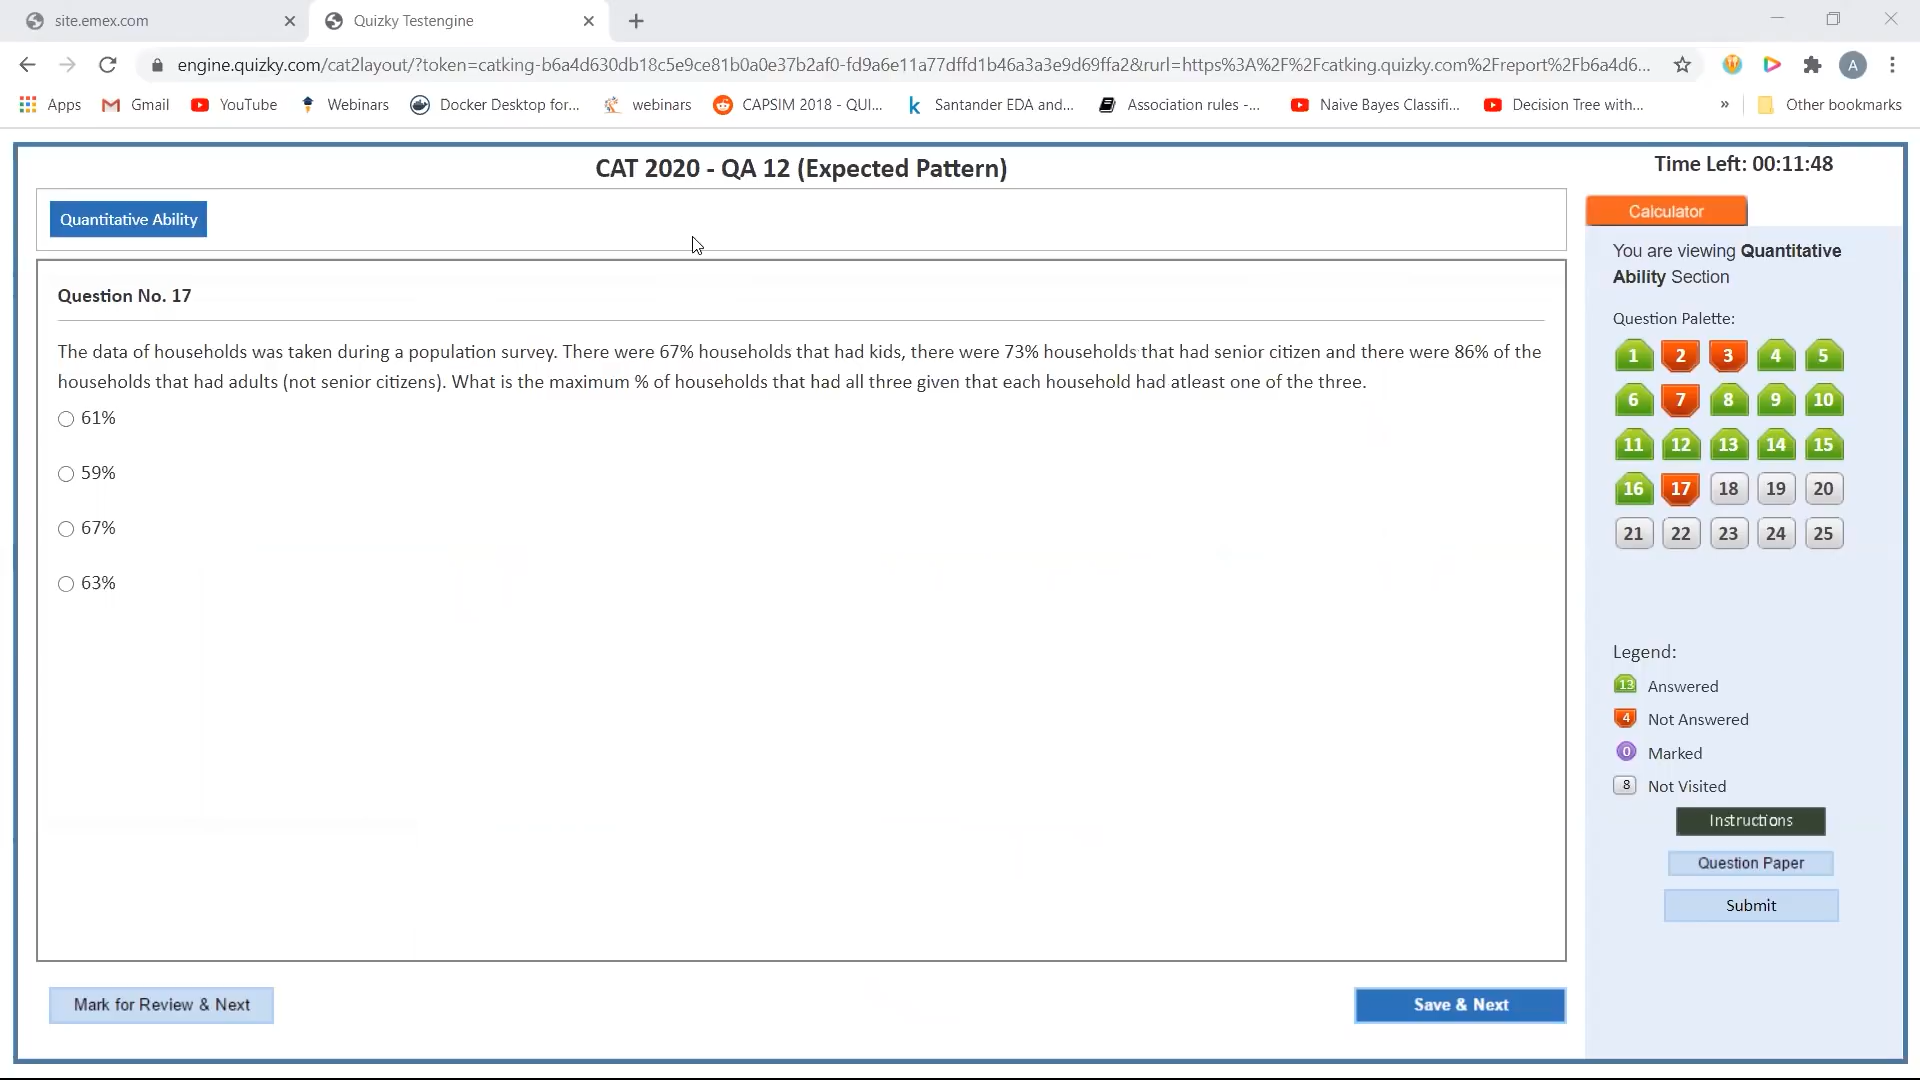 site.emex.com
Quizky Testengine
engine.quizky.com/cat2layout/?token=catking-b6a4d630db18c5e9ce81b0a0e37b2af0-fd9a6e11a77dffd1b46a3a3e9d69ffa2&rurl=https%3A%2F%2Fcatking.quizky.com%2Freport%2Fb6a4d6...
A
Apps
Gmail
YouTube
Webinars
Docker Desktop for...
webinars
CAPSIM 2018 - QUI...
Santander EDA and...
Association rules -...
Naive Bayes Classifi...
Decision Tree with...
»
Other bookmarks
CAT 2020 - QA 12 (Expected Pattern)
Time Left: 00:11:48
Quantitative Ability
Question No. 17
The data of households was taken during a population survey. There were 67% households that had kids, there were 73% households that had senior citizen and there were 86% of the
households that had adults (not senior citizens). What is the maximum % of households that had all three given that each household had atleast one of the three.
61%
59%
67%
63%
Mark for Review & Next
Save & Next
Calculator
You are viewing Quantitative
Ability Section
Question Palette:
1 2 3 4 5
6 7 8 9 10
11 12 13 14 15
16 17 18 19 20
21 22 23 24 25
Legend:
13 Answered
4 Not Answered
0 Marked
8 Not Visited
Instructions
Question Paper
Submit